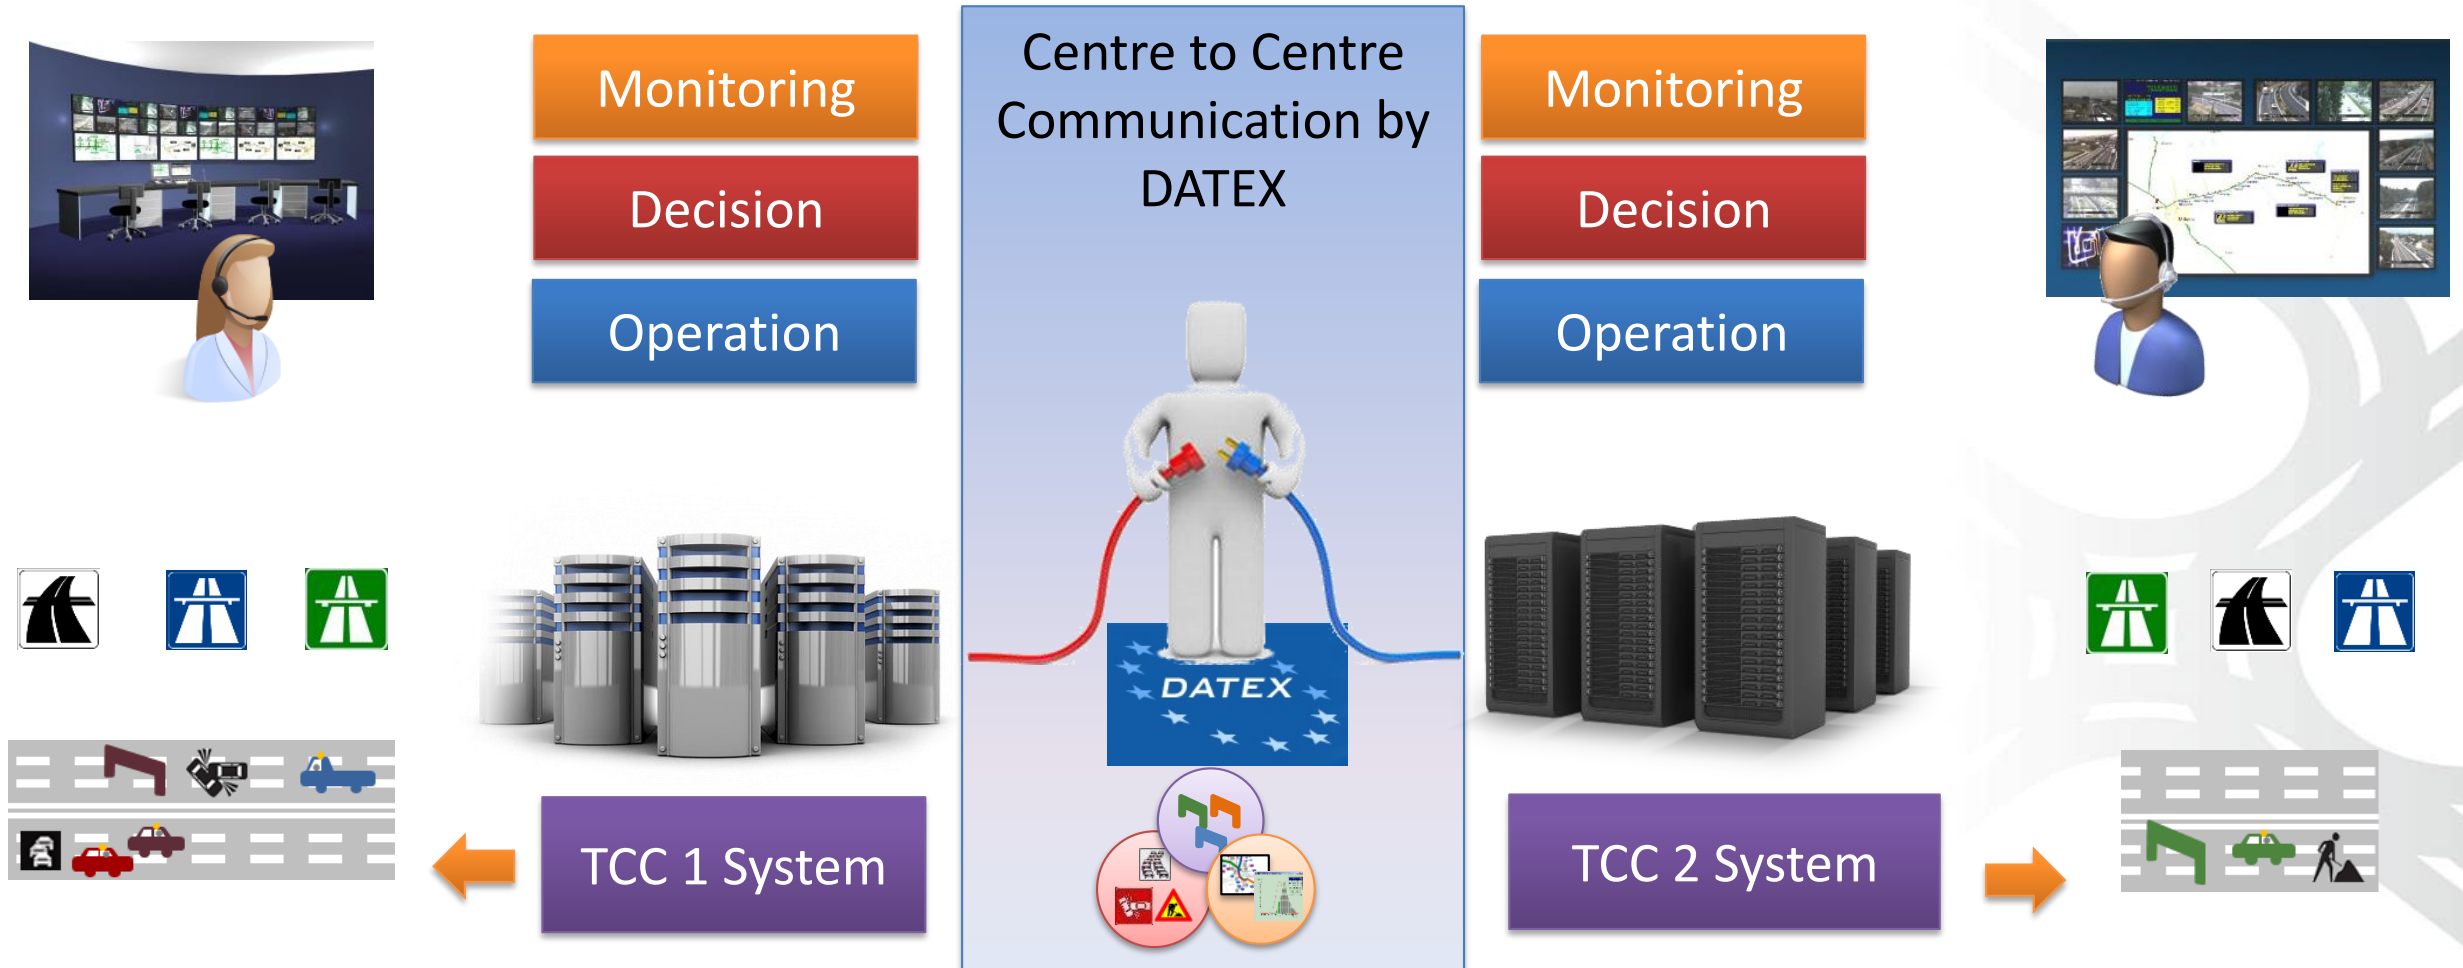 Monitoring
Decision
Operation
Centre to Centre
Communication by
DATEX
Monitoring
Decision
Operation
DATEX
TCC 1 System
TCC 2 System